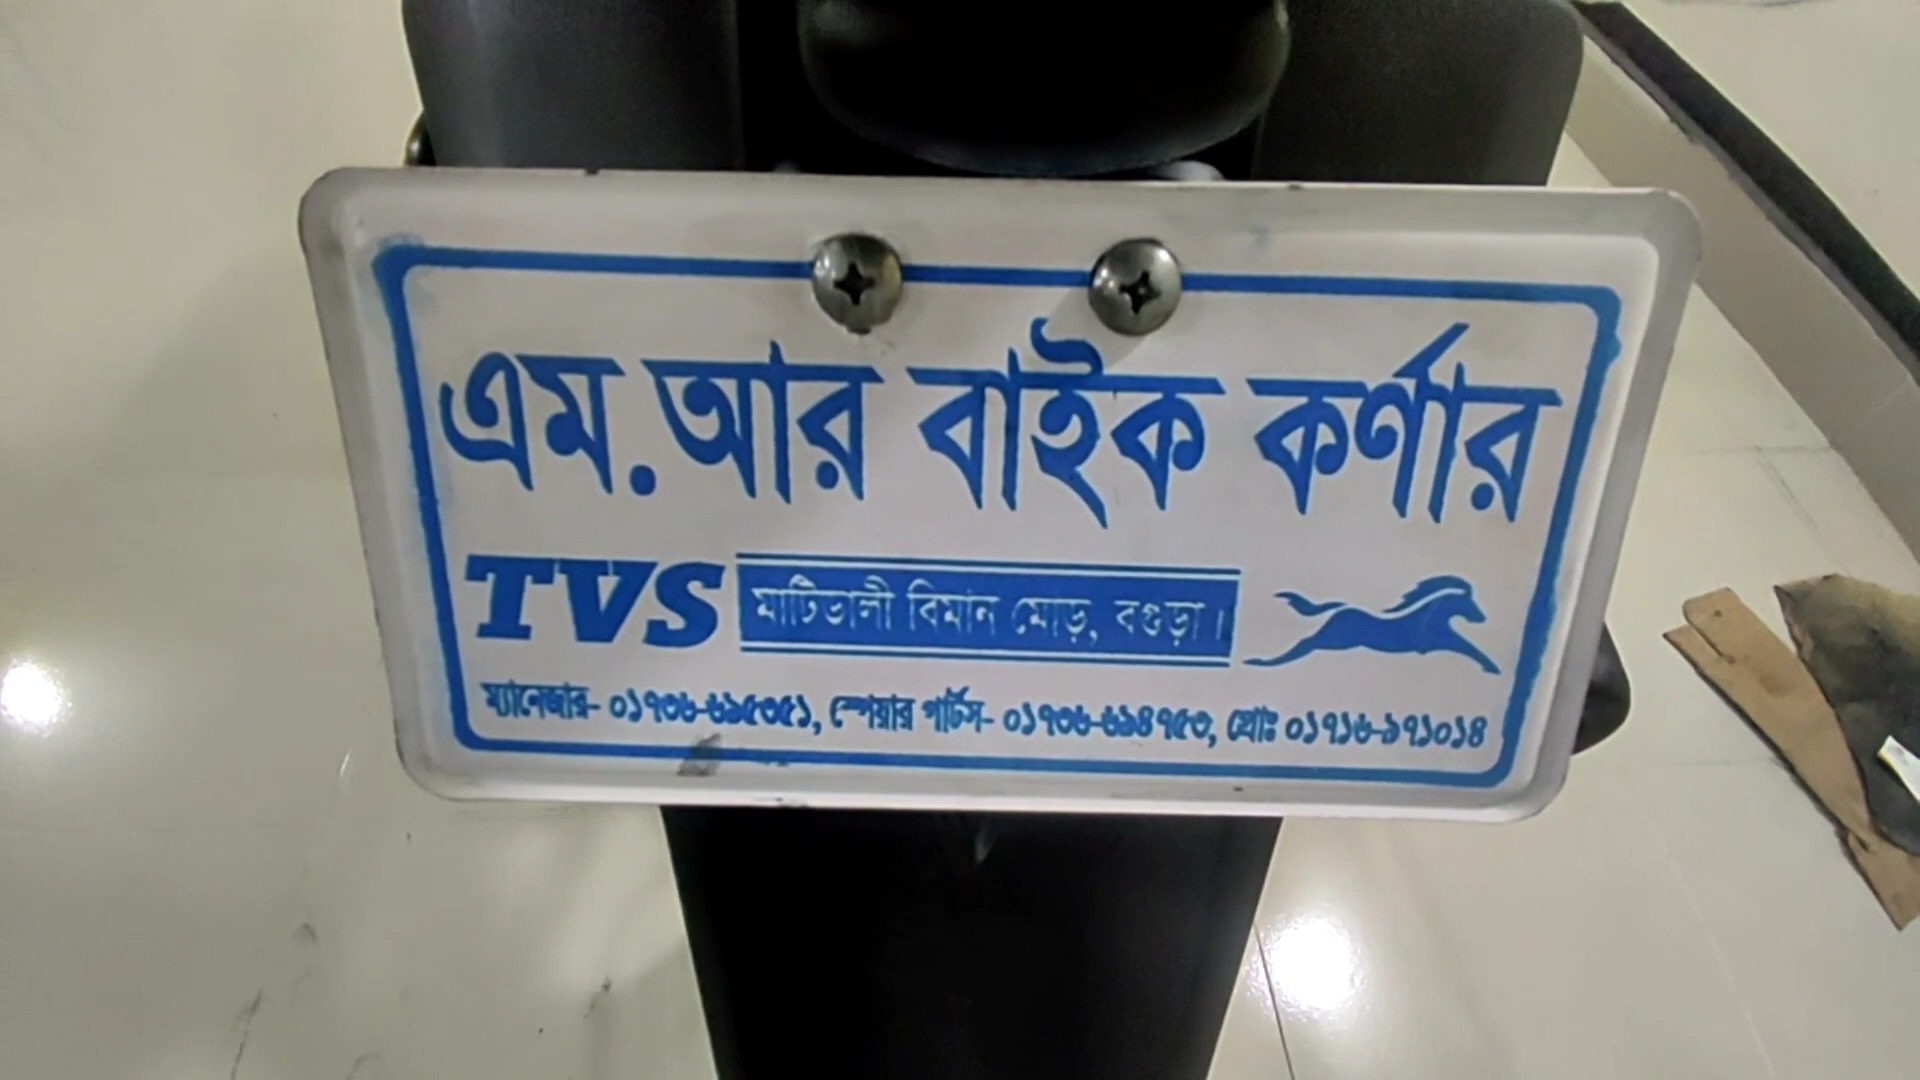 এম.আর বাইক কর্ণার
TVS মাটিডালী বিমান মোড়, বগুড়া।
ম্যানেজার- ০১৭৩৬-৬৯৫৩৫১, স্পেয়ার পার্টস- ০১৭৩৬-৬৯৪৭৫৩, প্রোঃ ০১৭১৬-৯৭১০১৪